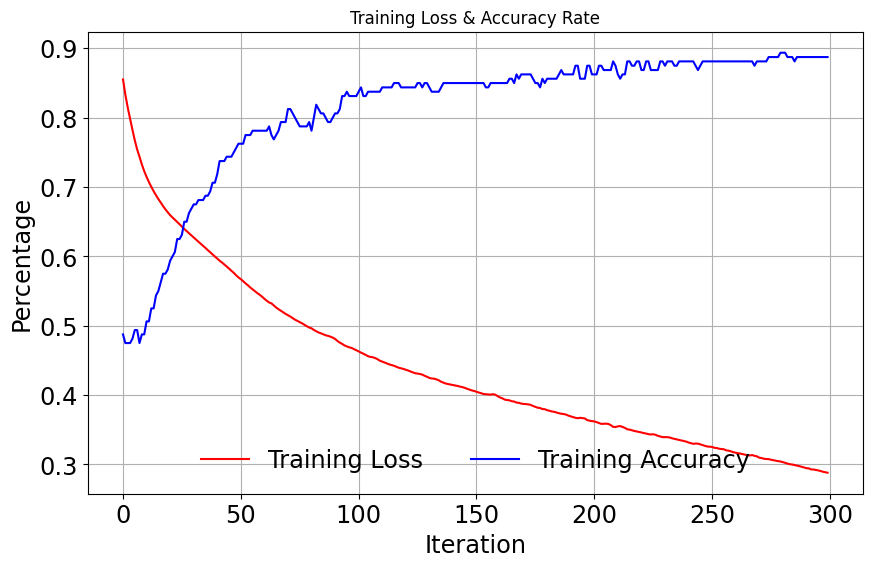 Training Loss & Accuracy Rate
0.9
0.8
0.7
0.6
0.5
0.4
0.3
Percentage
Training Loss Training Accuracy
0 50 100 150 200 250 300
Iteration